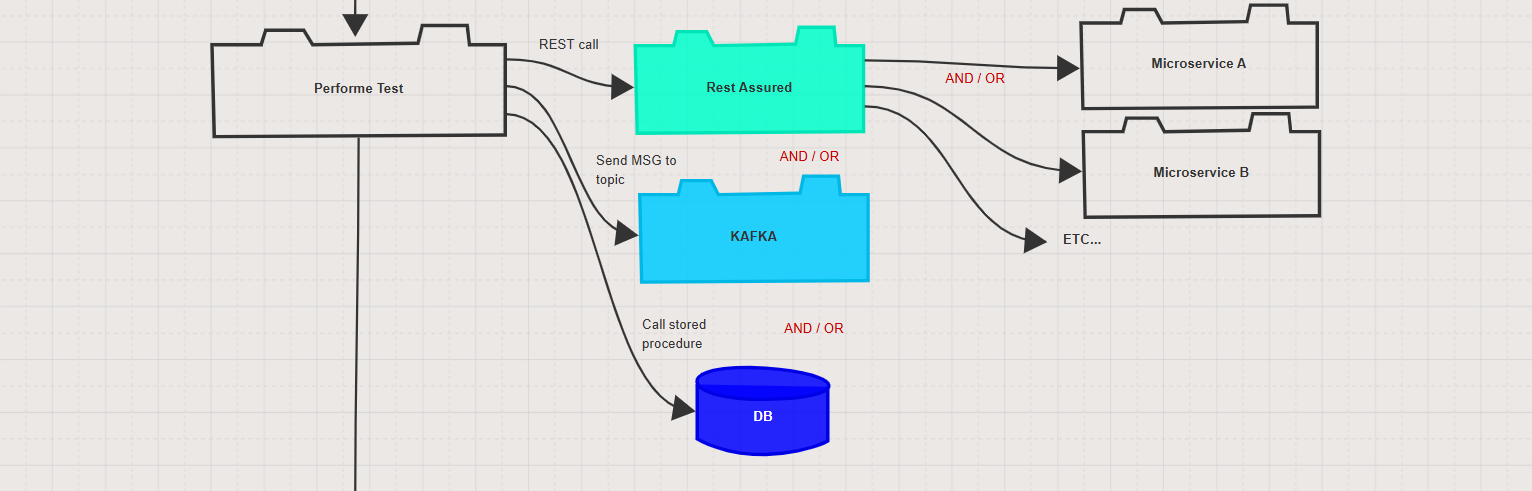 REST call
Performe Test
Rest Assured
AND / OR
Microservice A
Send MSG to
topic
AND / OR
Microservice B
KAFKA
ETC...
Call stored
procedure
AND / OR
DB